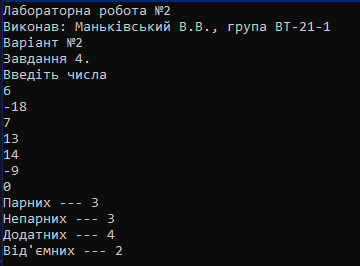 Лабораторна робота №2
Виконав: Маньківський В.В., група ВТ-21-1
Варіант №2
Завдання 4.
Введіть числа
6
-18
7
13
14
-9
0
Парних --- 3
Непарних --- 3
Додатних --- 4
Від'ємних --- 2